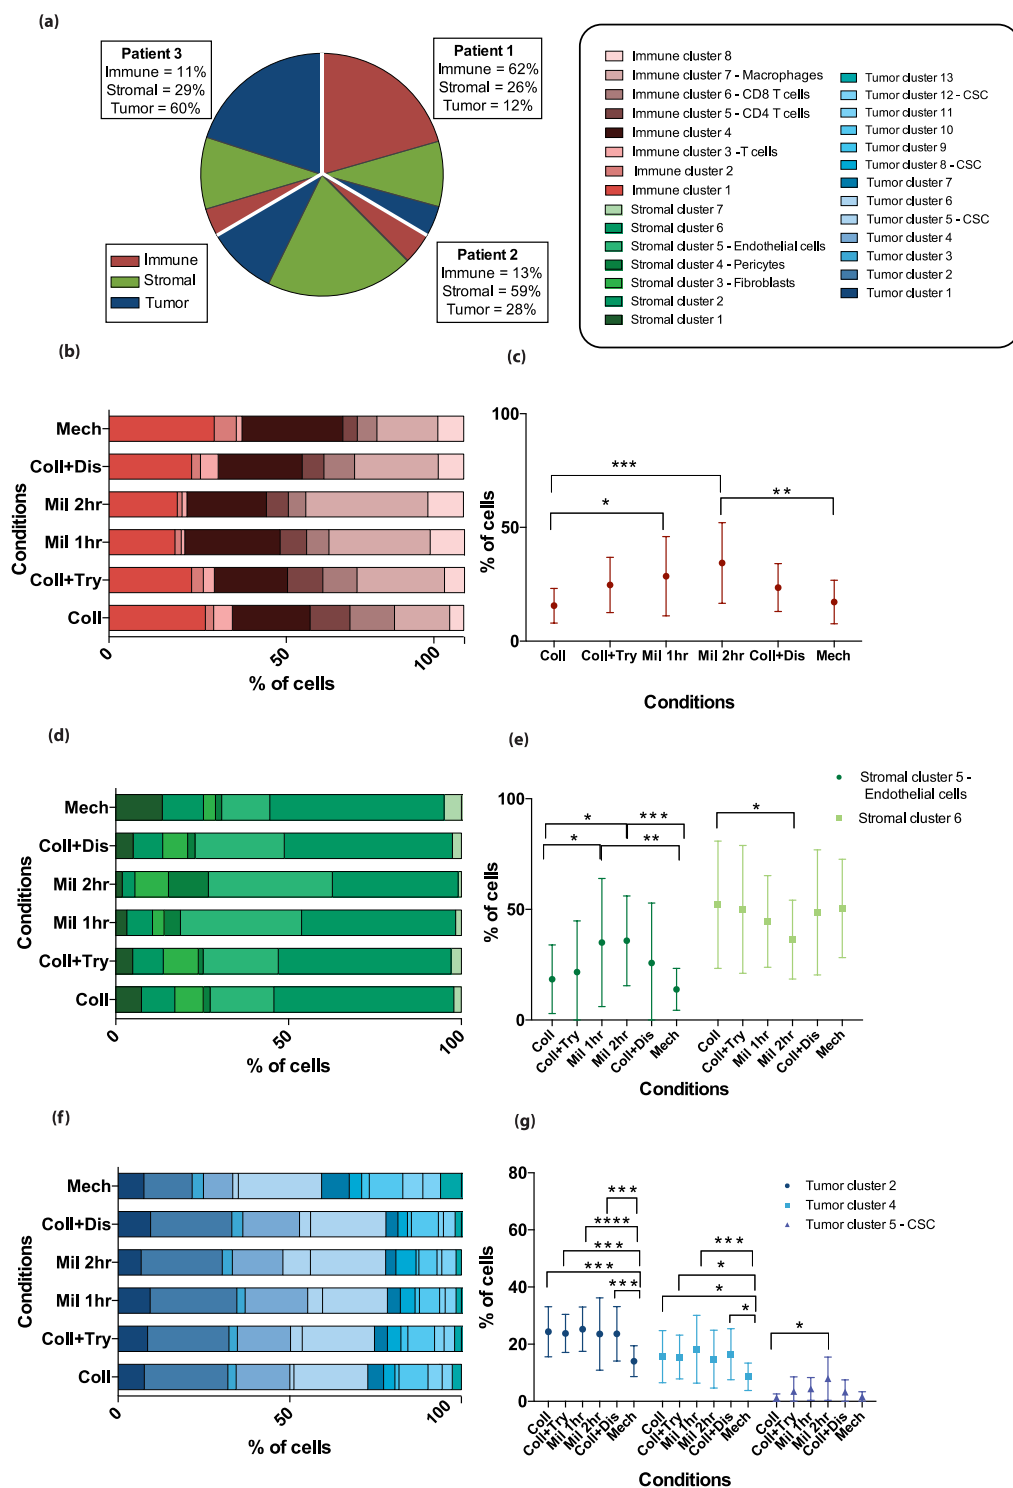 (a)
Patient 3
Immune = 11%
Stromal = 29%
Tumor = 60%
Patient 1
Immune = 62%
Stromal = 26%
Tumor = 12%
Patient 2
Immune = 13%
Stromal = 59%
Tumor = 28%
Immune
Stromal
Tumor
Immune cluster 8
Immune cluster 7 - Macrophages
Immune cluster 6 - CD8 T cells
Immune cluster 5 - CD4 T cells
Immune cluster 4
Immune cluster 3 -T cells
Immune cluster 2
Immune cluster 1
Stromal cluster 7
Stromal cluster 6
Stromal cluster 5 - Endothelial cells
Stromal cluster 4 - Pericytes
Stromal cluster 3 - Fibroblasts
Stromal cluster 2
Stromal cluster 1
Tumor cluster 13
Tumor cluster 12 - CSC
Tumor cluster 11
Tumor cluster 10
Tumor cluster 9
Tumor cluster 8 - CSC
Tumor cluster 7
Tumor cluster 6
Tumor cluster 5 - CSC
Tumor cluster 4
Tumor cluster 3
Tumor cluster 2
Tumor cluster 1
(b)
Conditions
Mech
Coll+Dis
Mil 2hr
Mil 1hr
Coll+Try
Coll
0 50 100
% of cells
(c)
% of cells
100
50
0
***
*
**
Coll Coll+Try Mil 1hr Mil 2hr Coll+Dis Mech
Conditions
(d)
Conditions
Mech
Coll+Dis
Mil 2hr
Mil 1hr
Coll+Try
Coll
0 50 100
% of cells
(e)
Stromal cluster 5 -
Endothelial cells
Stromal cluster 6
% of cells
100
50
0
* *** *
* **
Coll Coll+Try Mil 1hr Mil 2hr Coll+Dis Mech Coll Coll+Try Mil 1hr Mil 2hr Coll+Dis Mech
Conditions
(f)
Conditions
Mech
Coll+Dis
Mil 2hr
Mil 1hr
Coll+Try
Coll
0 50 100
% of cells
(g)
Tumor cluster 2
Tumor cluster 4
Tumor cluster 5 - CSC
% of cells
80
60
40
20
0
***
****
*** ***
*** *
*** *
*
*
Coll Coll+Try Mil 1hr Mil 2hr Coll+Dis Mech Coll Coll+Try Mil 1hr Mil 2hr Coll+Dis Mech Coll Coll+Try Mil 1hr Mil 2hr Coll+Dis Mech
Conditions